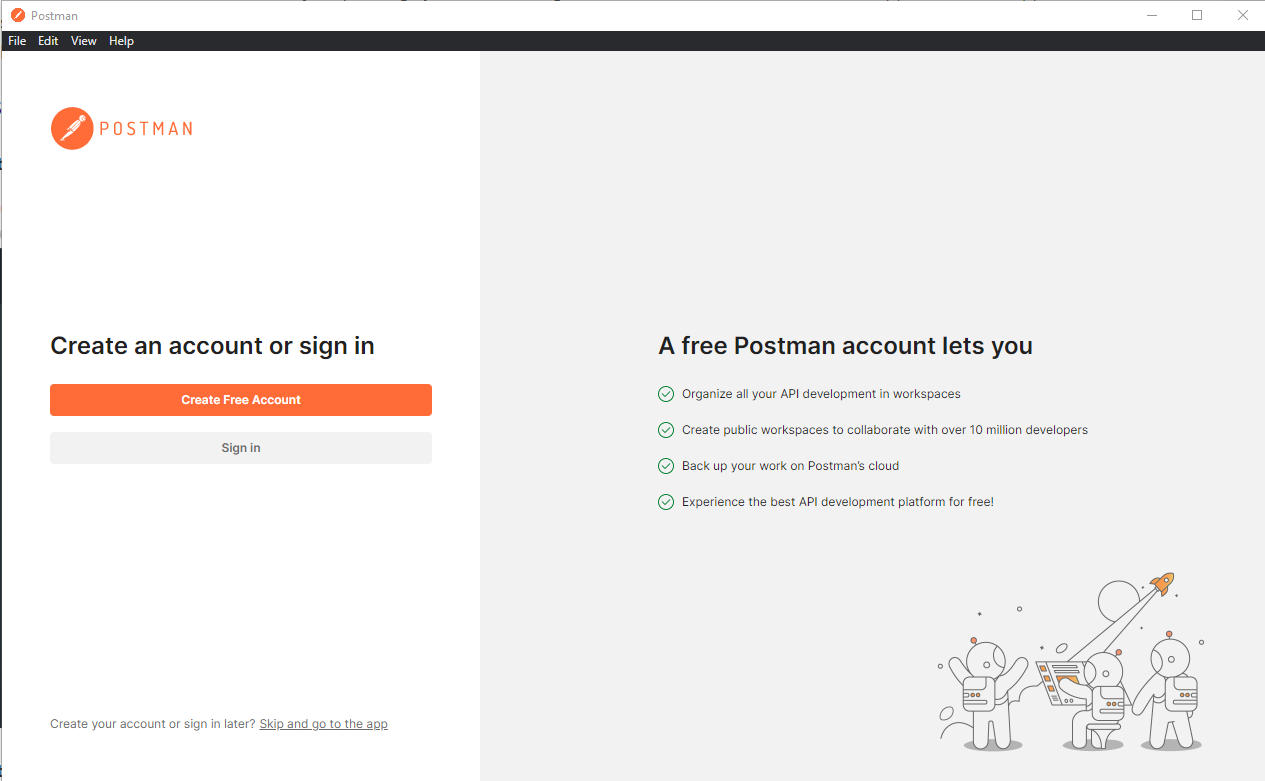 Postman
File Edit View Help
POSTMAN
Create an account or sign in
Create Free Account
Sign in
Create your account or sign in later? Skip and go to the app
A free Postman account lets you
Organize all your API development in workspaces
Create public workspaces to collaborate with over 10 million developers
Back up your work on Postman's cloud
Experience the best API development platform for free!